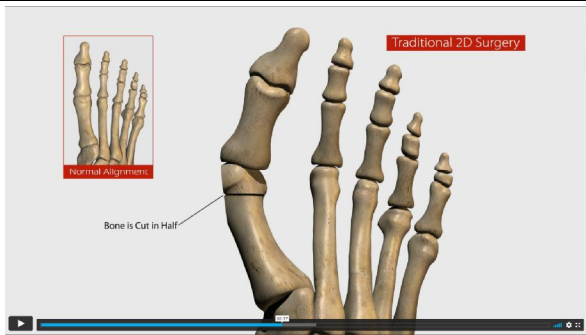 Traditional 2D Surgery
Normal Alignment
Bone is Cut in Half